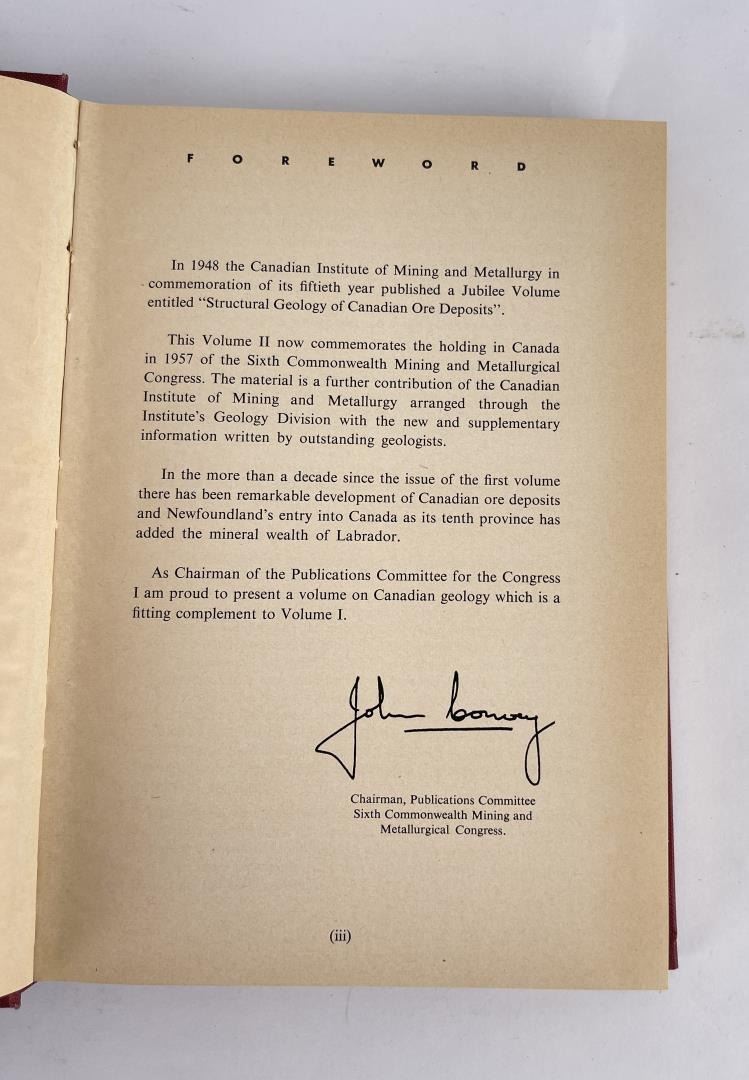 F O R E W O R D
In 1948 the Canadian Institute of Mining and Metallurgy in
commemoration of its fiftieth year published a Jubilee Volume
entitled “Structural Geology of Canadian Ore Deposits”.
This Volume II now commemorates the holding in Canada
in 1957 of the Sixth Commonwealth Mining and Metallurgical
Congress. The material is a further contribution of the Canadian
Institute of Mining and Metallurgy arranged through the
Institute’s Geology Division with the new and supplementary
information written by outstanding geologists.
In the more than a decade since the issue of the first volume
there has been remarkable development of Canadian ore deposits
and Newfoundland’s entry into Canada as its tenth province has
added the mineral wealth of Labrador.
As Chairman of the Publications Committee for the Congress
I am proud to present a volume on Canadian geology which is a
fitting complement to Volume I.
John
Chairman, Publications Committee
Sixth Commonwealth Mining and
Metallurgical Congress.
(iii)